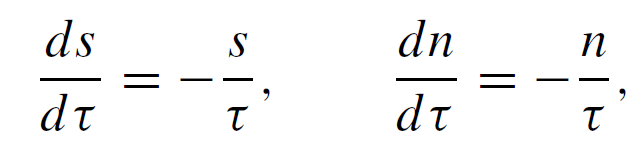 ds/dτ = −s/τ, dn/dτ = −n/τ,